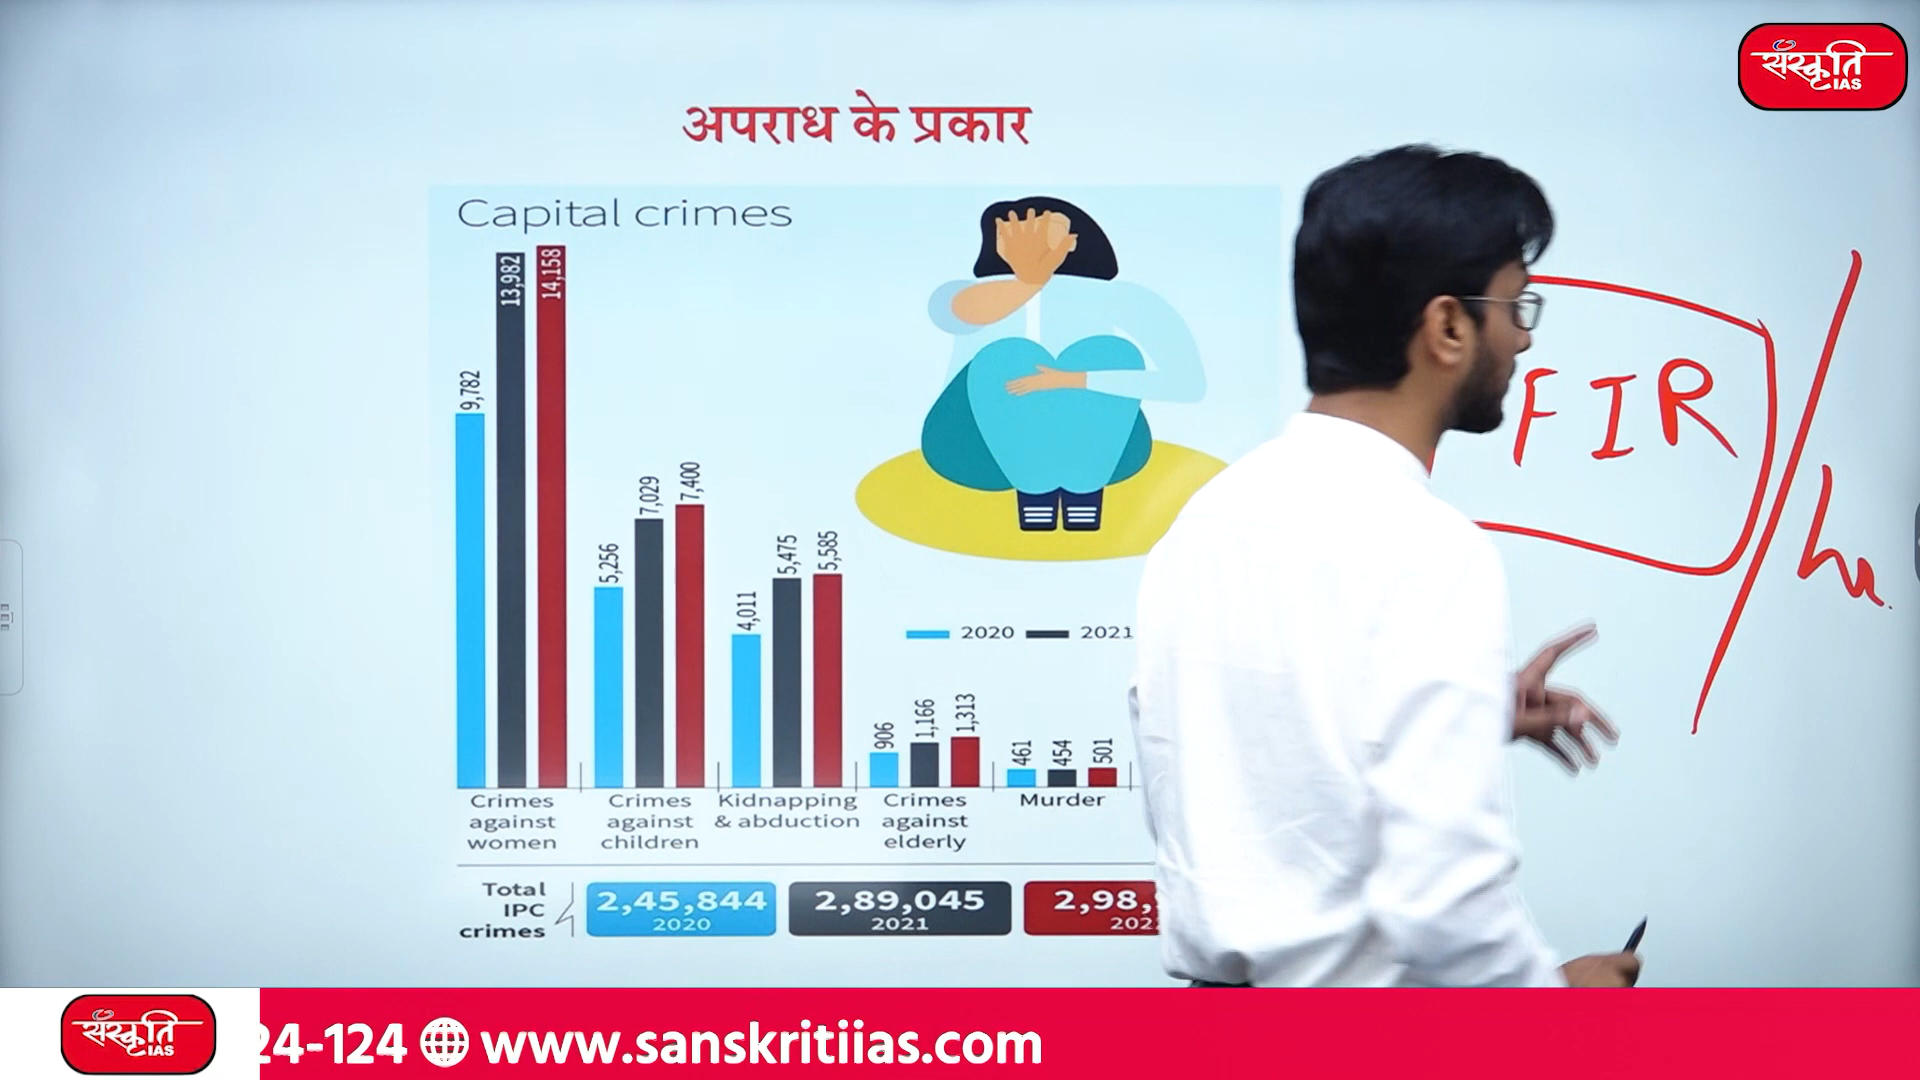 संस्कृति
IAS
अपराध के प्रकार
Capital crimes
9,782
13,982
14,158
5,256
7,029
7,400
4,011
5,475
5,585
906
1,166
1,313
461
454
501
2020 2021
Crimes against women
Crimes against children
Kidnapping & abduction
Crimes against elderly
Murder
Total IPC crimes
2,45,844
2020
2,89,045
2021
2,98,
FIR
संस्कृति
IAS
24-124 www.sanskritiias.com